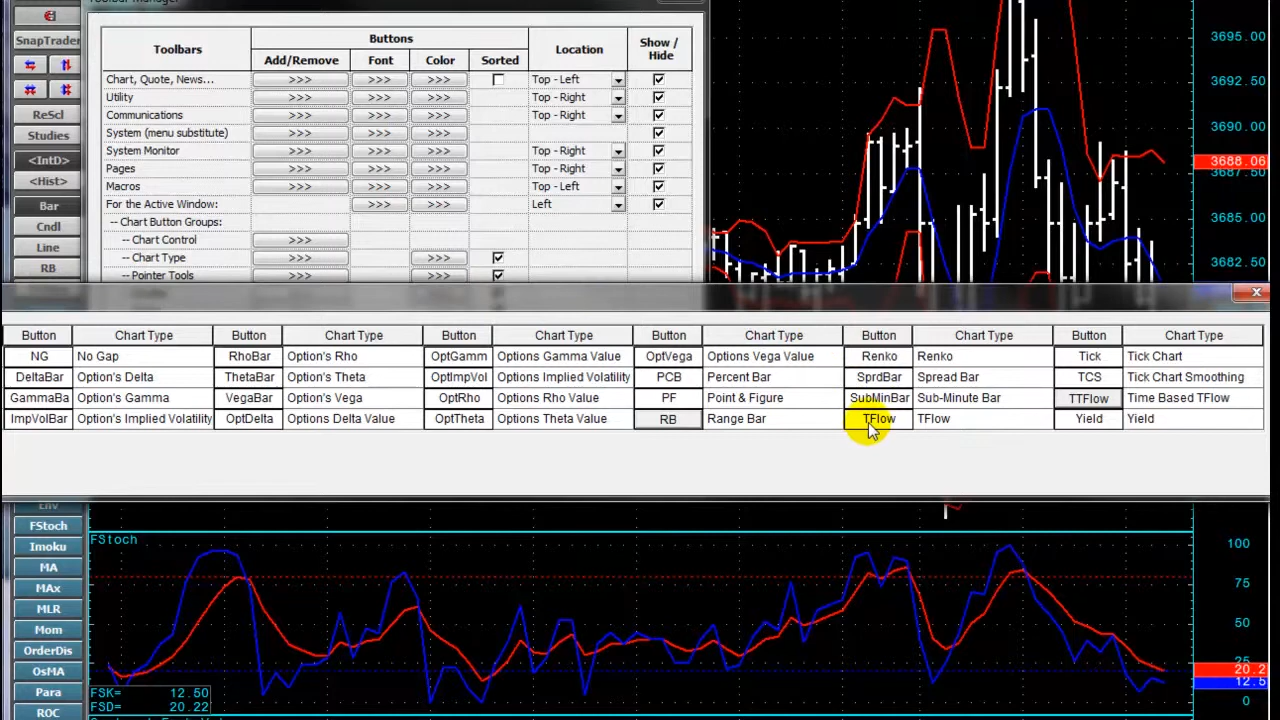 Toolbar Manager
SnapTrader
ReScl
Studies
<IntD>
<Hist>
Bar
Cndl
Line
RB
Toolbars
Buttons
Add/Remove
Font
Color
Sorted
Location
Show /
Hide
Chart, Quote, News... >>> >>> >>> Top - Left
Utility >>> >>> >>> Top - Right
Communications >>> >>> >>> Top - Right
System (menu substitute) >>> >>> >>>
System Monitor >>> >>> >>> Top - Right
Pages >>> >>> >>> Top - Right
Macros >>> >>> >>> Top - Left
For the Active Window: >>> >>> Left
-- Chart Button Groups:
-- Chart Control >>>
-- Chart Type >>> >>>
-- Pointer Tools >>> >>>
3695.00
3692.50
3690.00
3688.06
3687.50
3685.00
3682.50
Button Chart Type Button Chart Type Button Chart Type Button Chart Type Button Chart Type Button Chart Type
NG No Gap RhoBar Option's Rho OptGamm Options Gamma Value OptVega Options Vega Value Renko Renko Tick Tick Chart
DeltaBar Option's Delta ThetaBar Option's Theta OptImpVol Options Implied Volatility PCB Percent Bar SprdBar Spread Bar TCS Tick Chart Smoothing
GammaBa Option's Gamma VegaBar Option's Vega OptRho Options Rho Value PF Point & Figure SubMinBar Sub-Minute Bar TTFlow Time Based TFlow
ImpVolBar Option's Implied Volatility OptDelta Options Delta Value OptTheta Options Theta Value RB Range Bar TFlow TFlow Yield Yield
Env
FStoch
Imoku
MA
MAx
MLR
Mom
OrderDis
OsMA
Para
ROC
FStoch
100
75
50
25
20.2
12.5
0
FSK= 12.50
FSD= 20.22